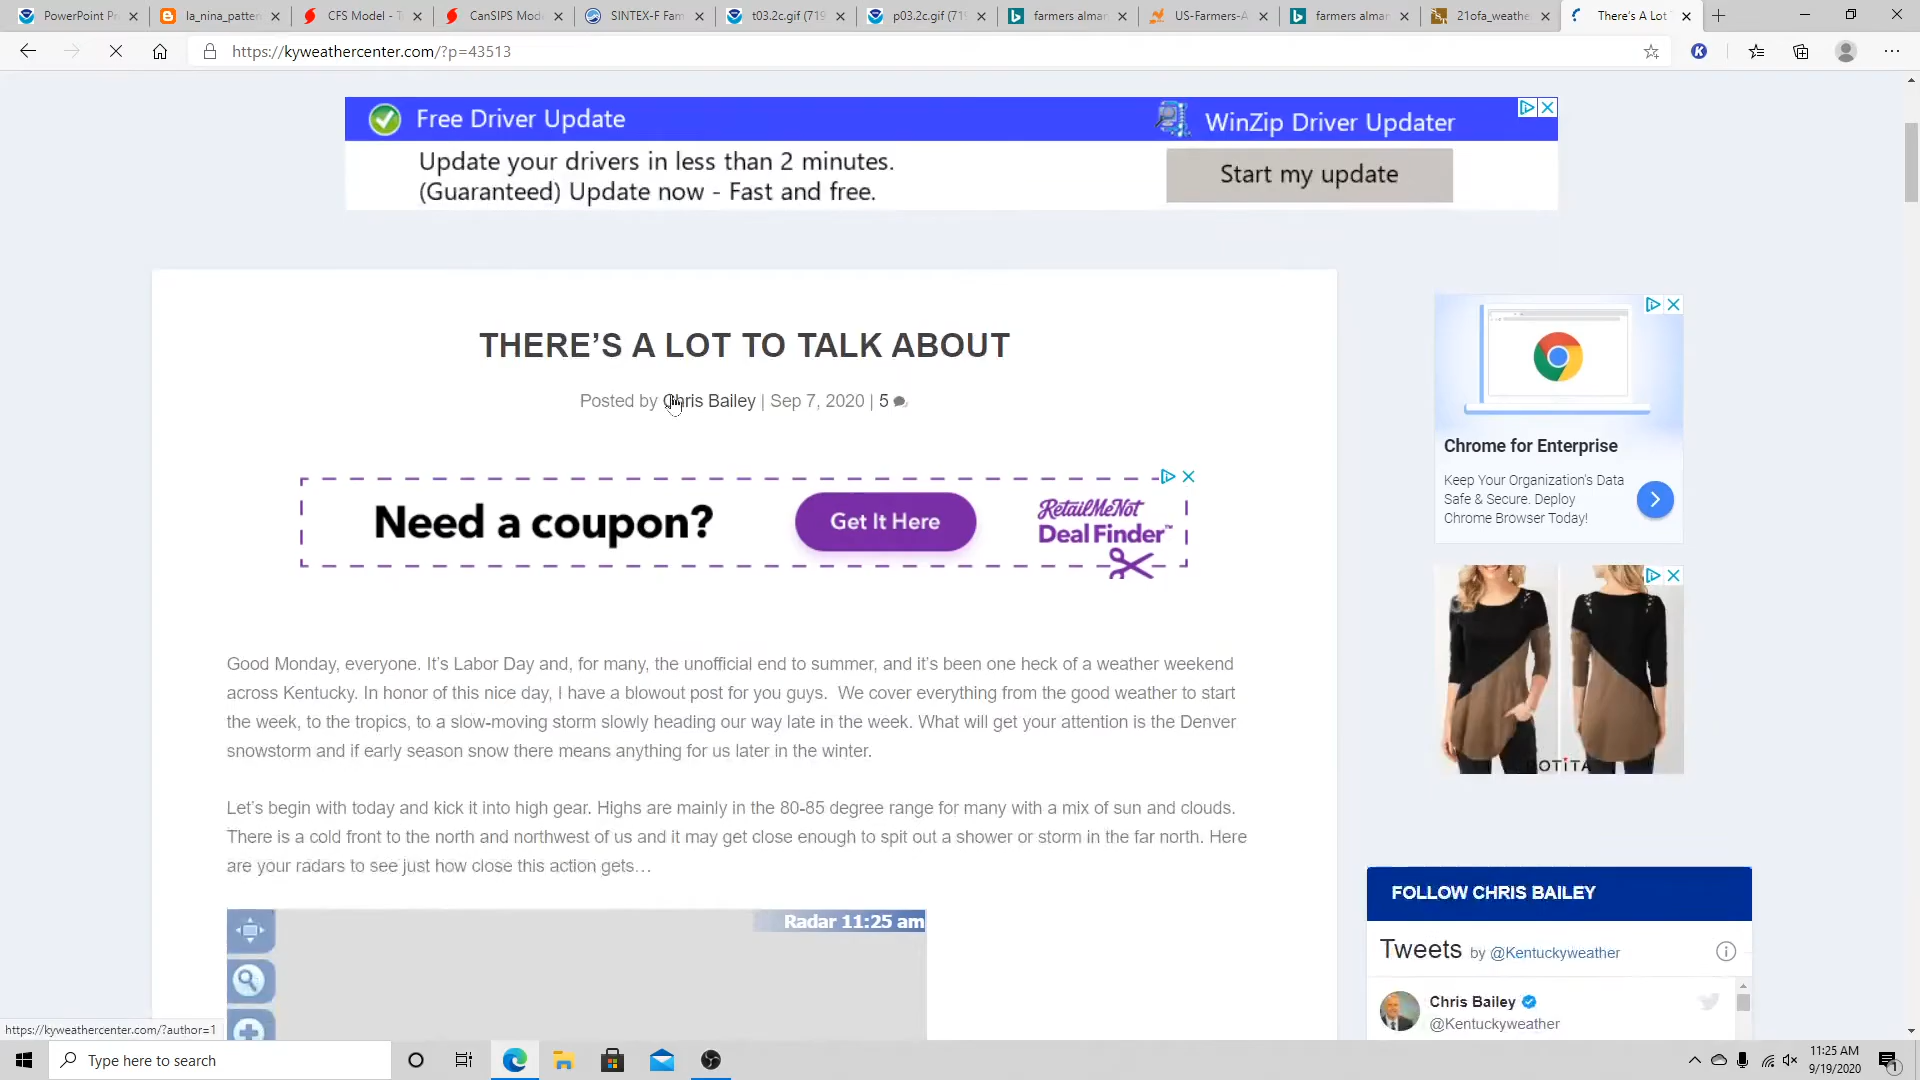 PowerPoint Pr
la_nina_patter
CFS Model - T
CanSIPS Mod
SINTEX-F Fam
t03.2c.gif (719
p03.2c.gif (719
farmers alma
US-Farmers-A
farmers alma
21ofa_weathe
There's A Lot
https://kyweathercenter.com/?p=43513
K
Free Driver Update
WinZip Driver Updater
Update your drivers in less than 2 minutes.
(Guaranteed) Update now - Fast and free.
Start my update
THERE'S A LOT TO TALK ABOUT
Posted by Chris Bailey | Sep 7, 2020 | 5
Need a coupon?
Get It Here
RetailMeNot
Deal Finder™
Chrome for Enterprise
Keep Your Organization's Data
Safe & Secure. Deploy
Chrome Browser Today!
Good Monday, everyone. It's Labor Day and, for many, the unofficial end to summer, and it's been one heck of a weather weekend
across Kentucky. In honor of this nice day, I have a blowout post for you guys.  We cover everything from the good weather to start
the week, to the tropics, to a slow-moving storm slowly heading our way late in the week. What will get your attention is the Denver
snowstorm and if early season snow there means anything for us later in the winter.
Let's begin with today and kick it into high gear. Highs are mainly in the 80-85 degree range for many with a mix of sun and clouds.
There is a cold front to the north and northwest of us and it may get close enough to spit out a shower or storm in the far north. Here
are your radars to see just how close this action gets…
Radar 11:25 am
FOLLOW CHRIS BAILEY
Tweets by @Kentuckyweather
Chris Bailey
@Kentuckyweather
https://kyweathercenter.com/?author=1
Type here to search
11:25 AM
9/19/2020
1